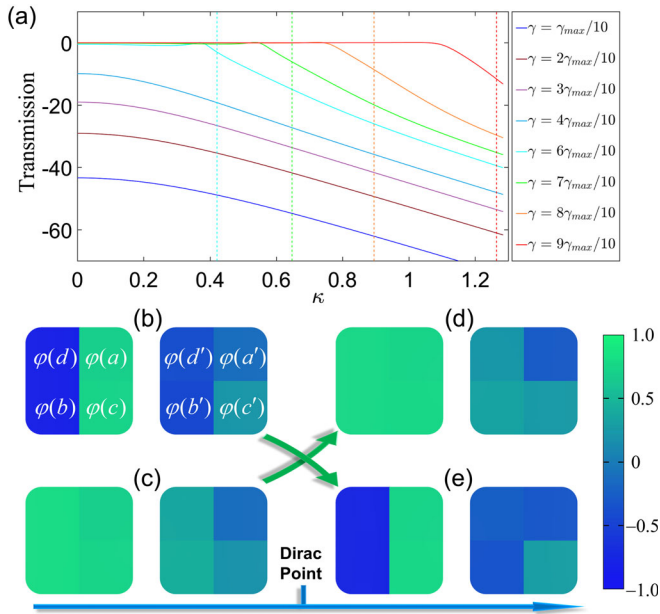 (a)
Transmission
0
−20
−40
−60
0
0.2
0.4
0.6
0.8
1
1.2
κ
γ = γmax/10
γ = 2γmax/10
γ = 3γmax/10
γ = 4γmax/10
γ = 6γmax/10
γ = 7γmax/10
γ = 8γmax/10
γ = 9γmax/10
(b)
φ(d) φ(a) φ(d′) φ(a′)
φ(b) φ(c) φ(b′) φ(c′)
(d)
(c)
(e)
Dirac
Point
1.0
0.5
0
−0.5
−1.0